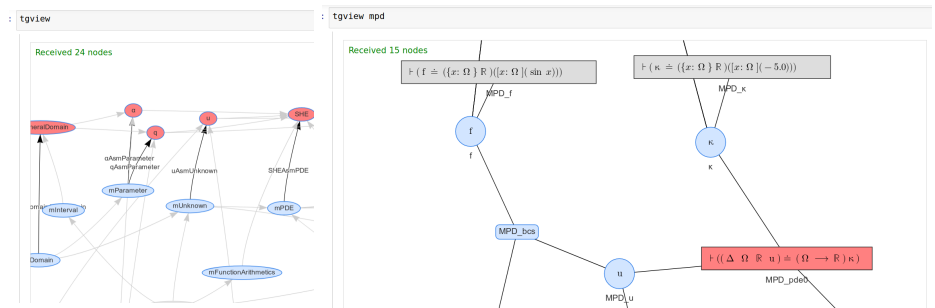 : tgview
Received 24 nodes
α
u
SHE
neralDomain
q
αAsmParameter
qAsmParameter
uAsmUnknown
SHEAsmPDE
mParameter
mInterval
mUnknown
mPDE
Domain
mFunctionArithmetics
: tgview mpd
Received 15 nodes
⊢ ( f ≐ ({x: Ω } ℝ )([x: Ω ]( sin x)))
⊢ ( κ ≐ ({x: Ω } ℝ )([x: Ω ]( − 5.0)))
MPD_f
MPD_κ
f
f
κ
κ
MPD_bcs
⊢ (( Δ Ω ℝ u ) ≐ ( Ω ⟶ ℝ ) κ )
u
MPD_pde0
MPD_u